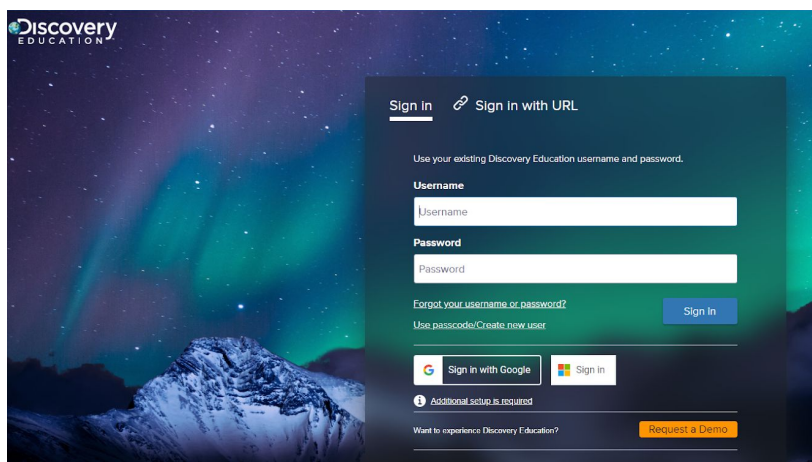 Discovery
EDUCATION
Sign in Sign in with URL
Use your existing Discovery Education username and password.
Username
Username
Password
Password
Forgot your username or password?
Sign In
Use passcode/Create new user
G Sign in with Google Sign in
i Additional setup is required
Want to experience Discovery Education? Request a Demo